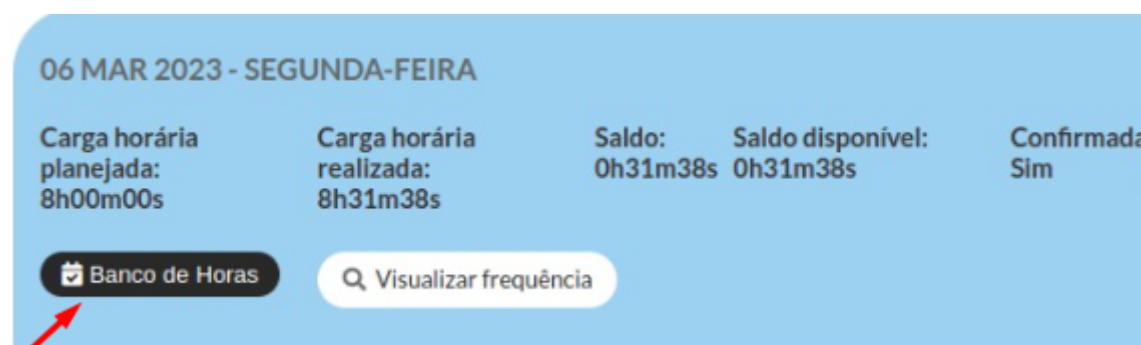 06 MAR 2023 - SEGUNDA-FEIRA
Carga horária
planejada:
8h00m00s
Carga horária
realizada:
8h31m38s
Saldo:
0h31m38s
Saldo disponível:
0h31m38s
Confirmada
Sim
Banco de Horas
Visualizar frequência